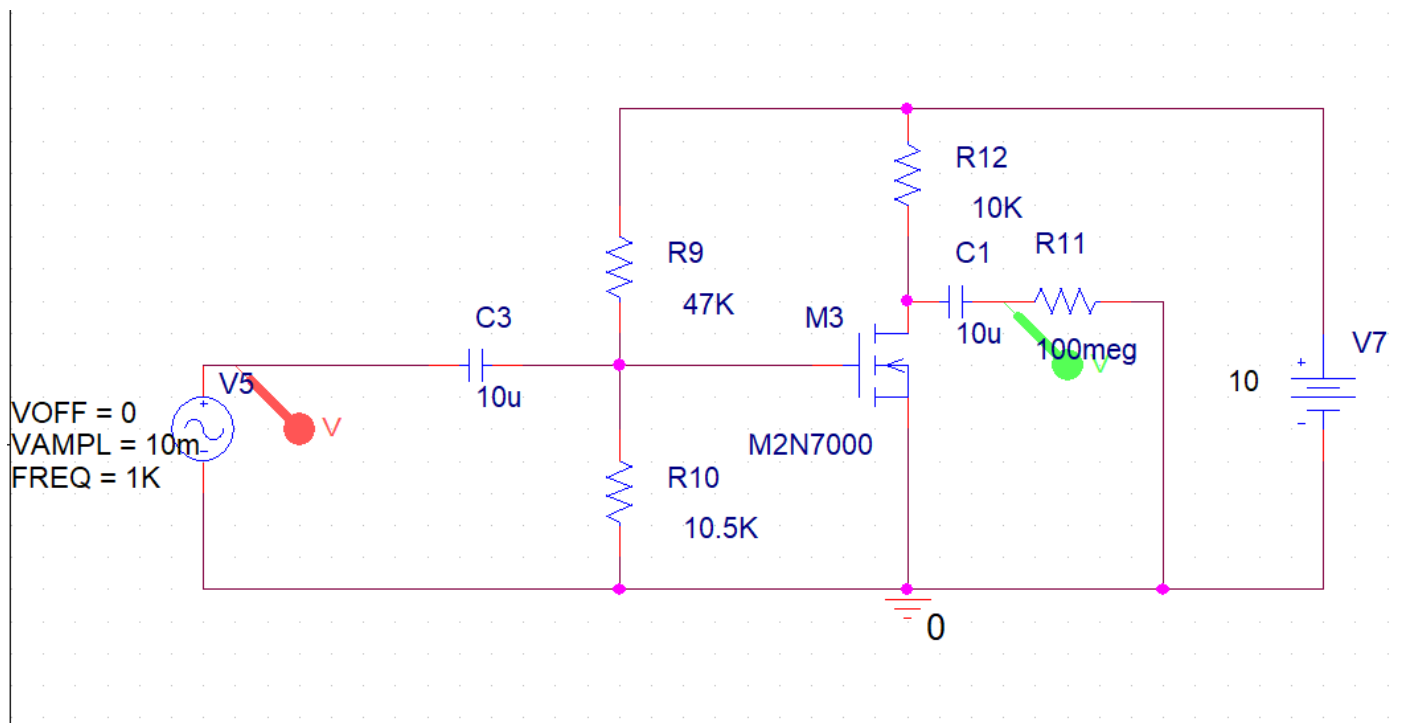 R12
10K
C1
R11
R9
47K
C3
M3
10u
100meg
V
V7
+
10
-
V5
10u
V
VOFF = 0
VAMPL = 10m
FREQ = 1K
+
-
M2N7000
R10
10.5K
0